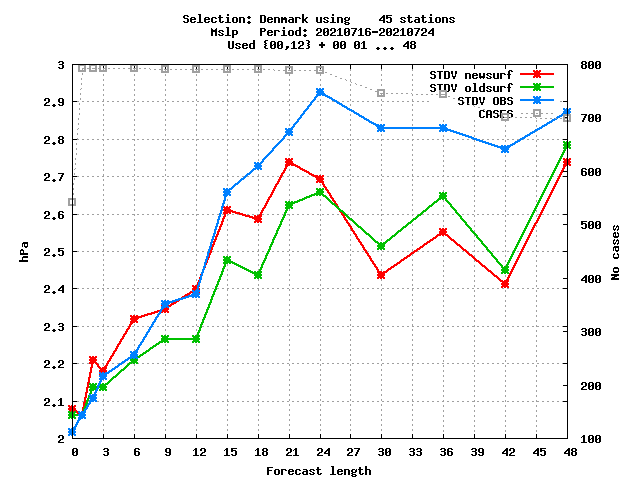 Selection: Denmark using    45 stations
Mslp   Period: 20210716-20210724
Used {00,12} + 00 01 ... 48
STDV newsurf
STDV oldsurf
STDV OBS
CASES
3
2.9
2.8
2.7
2.6
2.5
2.4
2.3
2.2
2.1
2
hPa
800
700
600
500
400
300
200
100
No cases
0 3 6 9 12 15 18 21 24 27 30 33 36 39 42 45 48
Forecast length